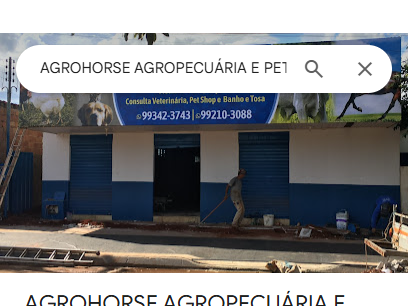 AGROHORSE AGROPECUÁRIA E PET
Consulta Veterinária, Pet Shop e Banho e Tosa
99342-3743 | 99210-3088
AGROHORSE AGROPECUÁRIA E